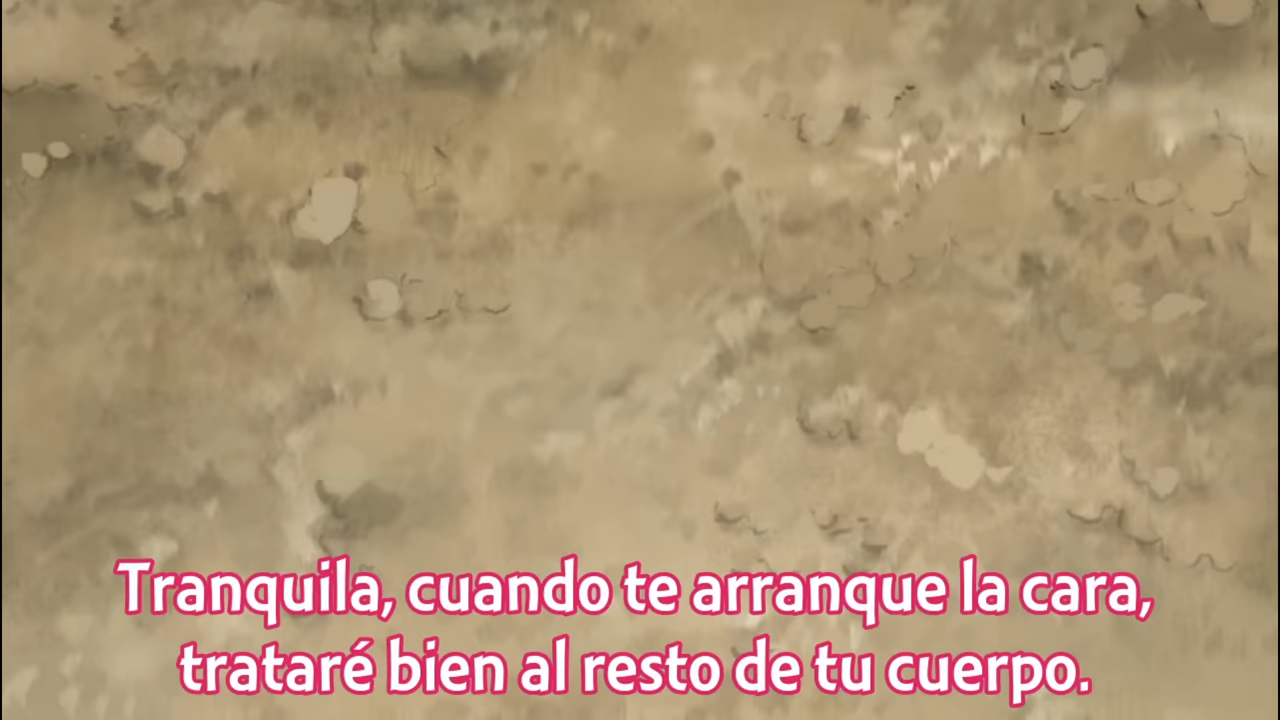 Tranquila, cuando te arranque la cara,
trataré bien al resto de tu cuerpo.